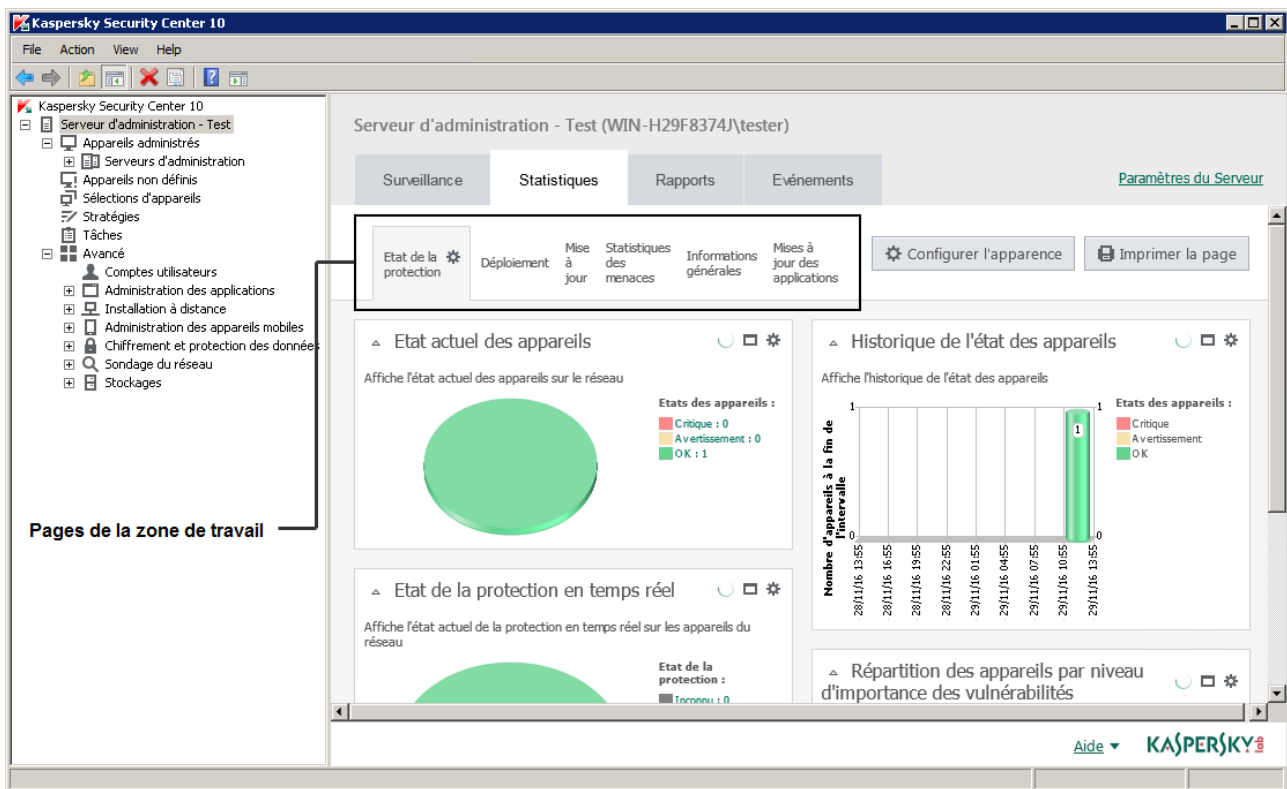 Kaspersky Security Center 10
File Action View Help
Kaspersky Security Center 10
Serveur d'administration - Test
Appareils administrés
Serveurs d'administration
Appareils non définis
Sélections d'appareils
Stratégies
Tâches
Avancé
Comptes utilisateurs
Administration des applications
Installation à distance
Administration des appareils mobiles
Chiffrement et protection des données
Sondage du réseau
Stockages
Pages de la zone de travail
Serveur d'administration - Test (WIN-H29F8374J\tester)
Surveillance Statistiques Rapports Evénements
Paramètres du Serveur
Etat de la
protection
Déploiement
Mise
à
jour
Statistiques
des
menaces
Informations
générales
Mises à
jour des
applications
Configurer l'apparence
Imprimer la page
Etat actuel des appareils
Affiche l'état actuel des appareils sur le réseau
Etats des appareils :
Critique : 0
Avertissement : 0
OK : 1
Historique de l'état des appareils
Affiche l'historique de l'état des appareils
Nombre d'appareils à la fin de
l'intervalle
1
0
1
1
0
28/11/16 13:55
28/11/16 16:55
28/11/16 19:55
28/11/16 22:55
29/11/16 01:55
29/11/16 04:55
29/11/16 07:55
29/11/16 10:55
29/11/16 13:55
Etats des appareils :
Critique
Avertissement
OK
Etat de la protection en temps réel
Affiche l'état actuel de la protection en temps réel sur les appareils du
réseau
Etat de la
protection :
Inconnu : 0
Répartition des appareils par niveau
d'importance des vulnérabilités
Aide
KASPERSKY lab